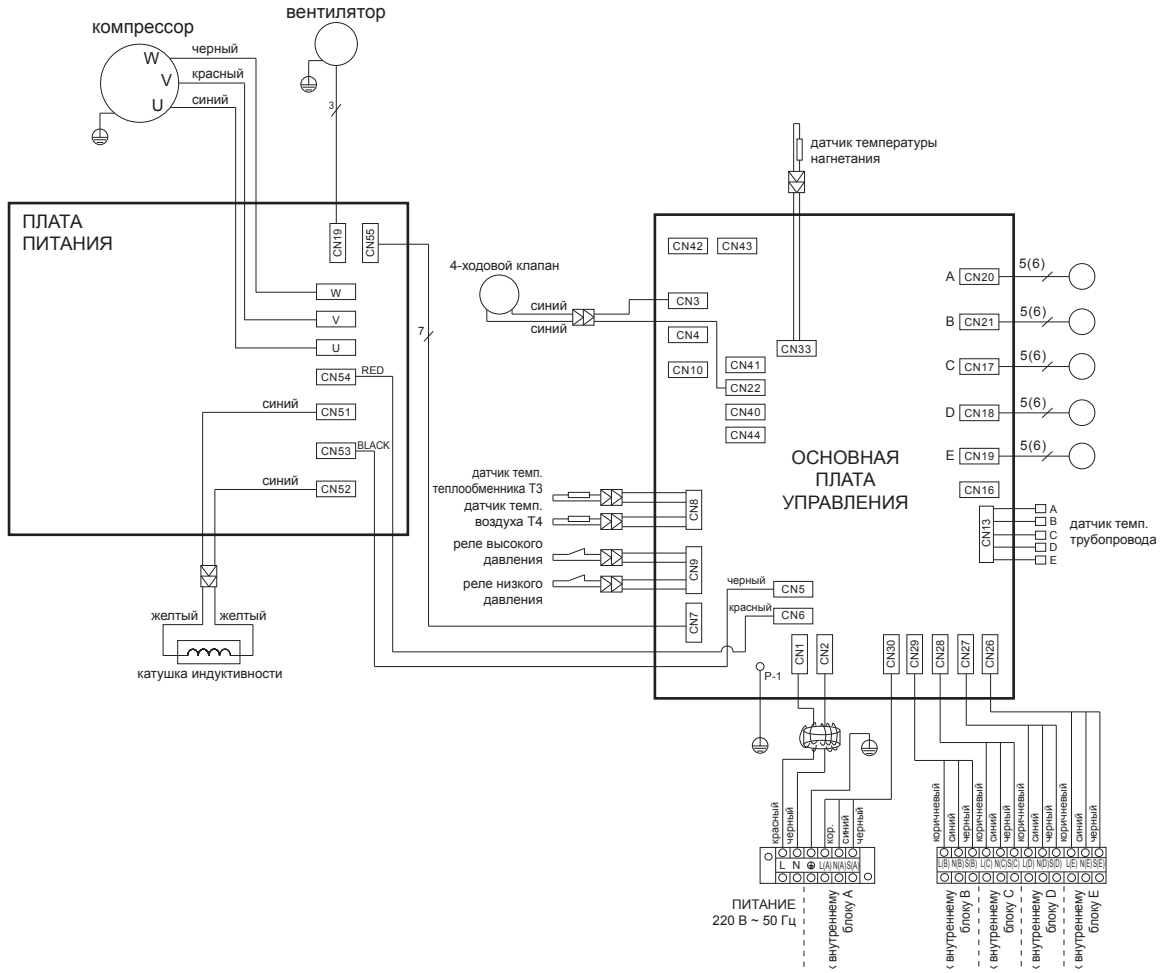 компрессор
вентилятор
W
черный
V
красный
U
синий
3
ПЛАТА
ПИТАНИЯ
CN19
CN55
W
V
U
CN54
RED
CN51
синий
CN53
BLACK
CN52
синий
7
желтый
желтый
катушка индуктивности
4-ходовой клапан
синий
синий
датчик температуры
нагнетания
CN42
CN43
CN3
CN4
CN10
CN33
CN41
CN22
CN40
CN44
A
CN20
5(6)
B
CN21
5(6)
C
CN17
5(6)
D
CN18
5(6)
E
CN19
5(6)
CN16
ОСНОВНАЯ
ПЛАТА
УПРАВЛЕНИЯ
CN13
A
B
C
D
E
датчик темп.
трубопровода
датчик темп.
теплообменника Т3
датчик темп.
воздуха Т4
CN8
реле высокого
давления
реле низкого
давления
CN9
CN7
черный
CN5
красный
CN6
P-1
CN1
CN2
CN30
CN29
CN28
CN27
CN26
красный
черный
кор.
синий
черный
L
N
L(A)
N(A)
S(A)
ПИТАНИЕ
220 В ~ 50 Гц
внутреннему
блоку A
коричневый
синий
черный
коричневый
синий
черный
коричневый
синий
черный
коричневый
синий
черный
L(B)
N(B)
S(B)
L(C)
N(C)
S(C)
L(D)
N(D)
S(D)
L(E)
N(E)
S(E)
внутреннему
блоку B
внутреннему
блоку C
внутреннему
блоку D
внутреннему
блоку E